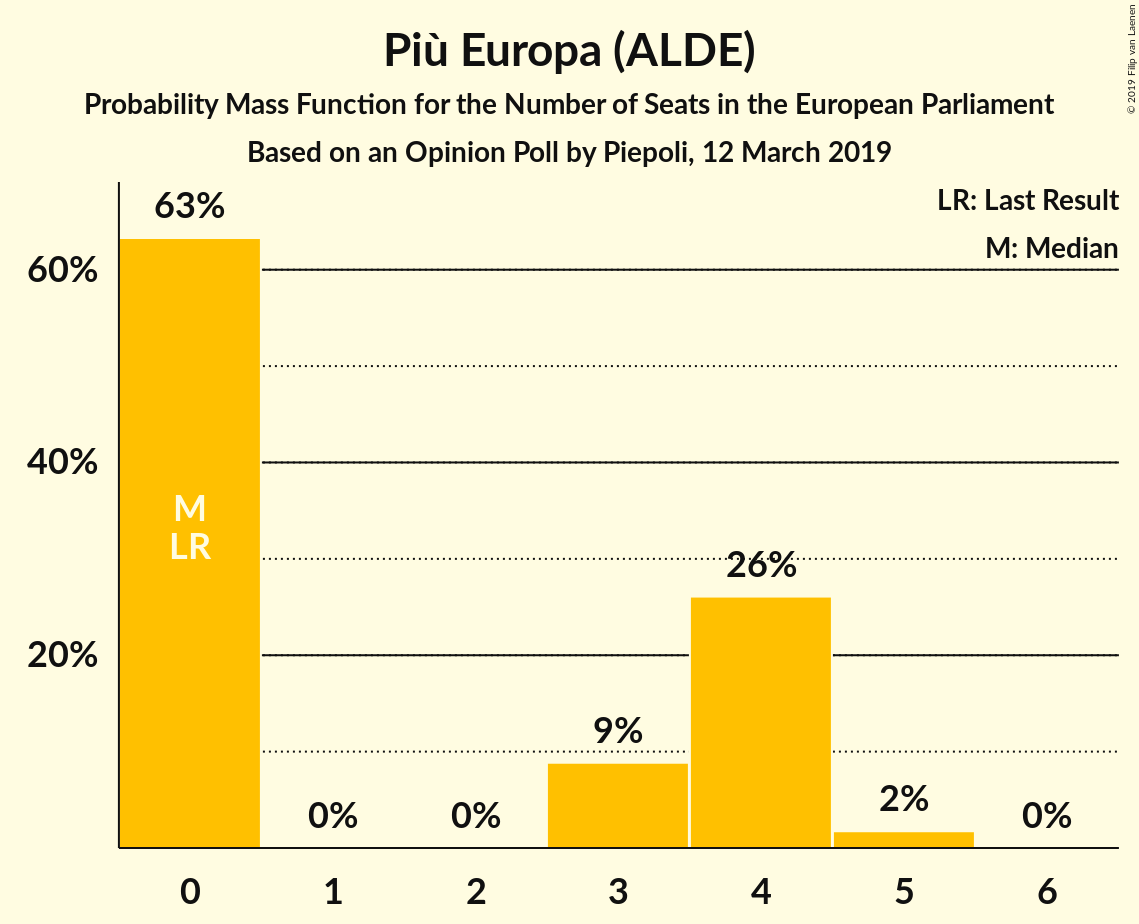 Più Europa (ALDE)
Probability Mass Function for the Number of Seats in the European Parliament
Based on an Opinion Poll by Piepoli, 12 March 2019
© 2019 Filip van Laenen
LR: Last Result
M: Median
63%
60%
40%
20%
M
LR
0%
0%
9%
26%
2%
0%
0
1
2
3
4
5
6